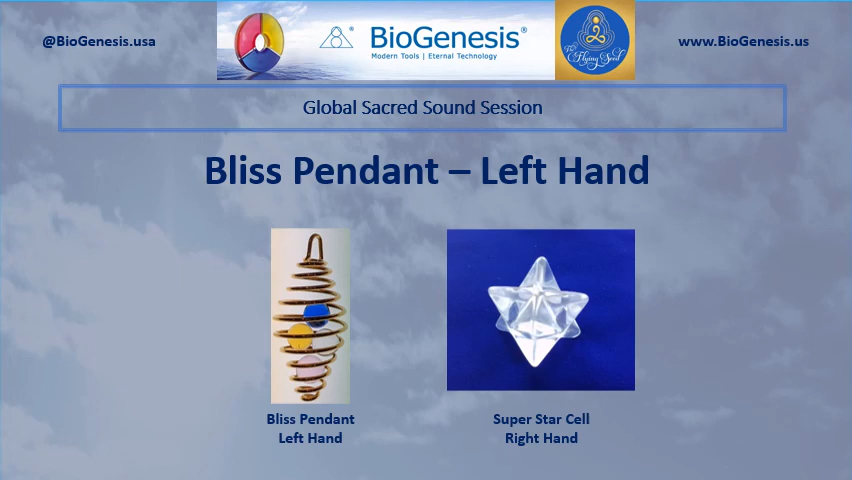 @BioGenesis.usa
BioGenesis®
Modern Tools | Eternal Technology
The
Flying Seed
www.BioGenesis.us
Global Sacred Sound Session
Bliss Pendant – Left Hand
Bliss Pendant
Left Hand
Super Star Cell
Right Hand